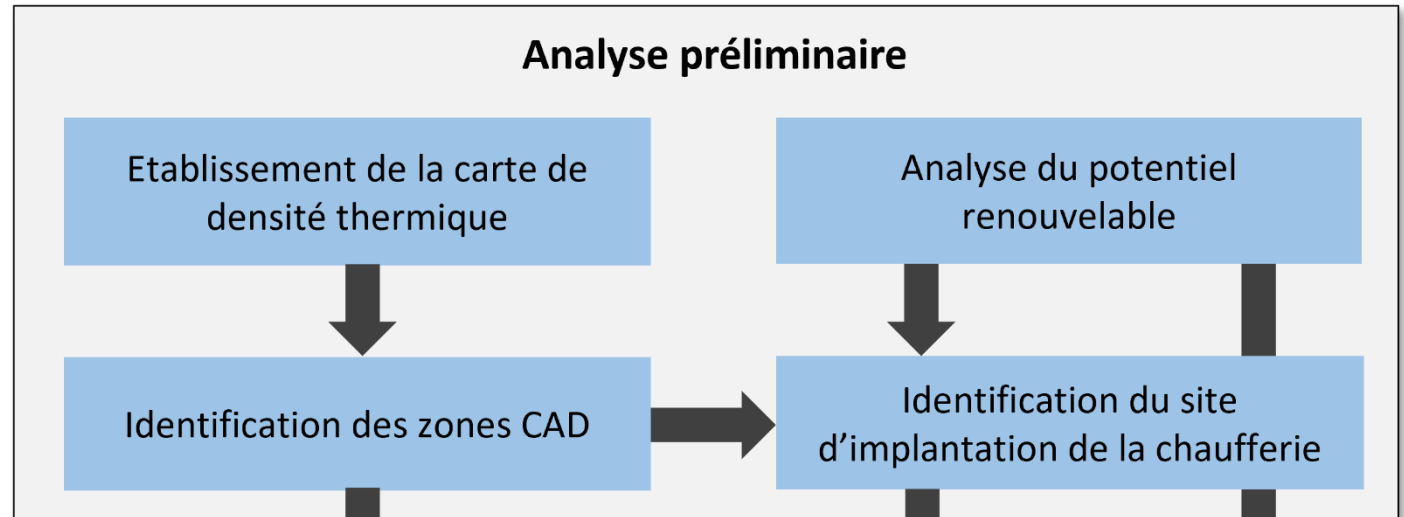 Analyse préliminaire
Etablissement de la carte de
densité thermique
Analyse du potentiel
renouvelable
Identification des zones CAD
Identification du site
d’implantation de la chaufferie